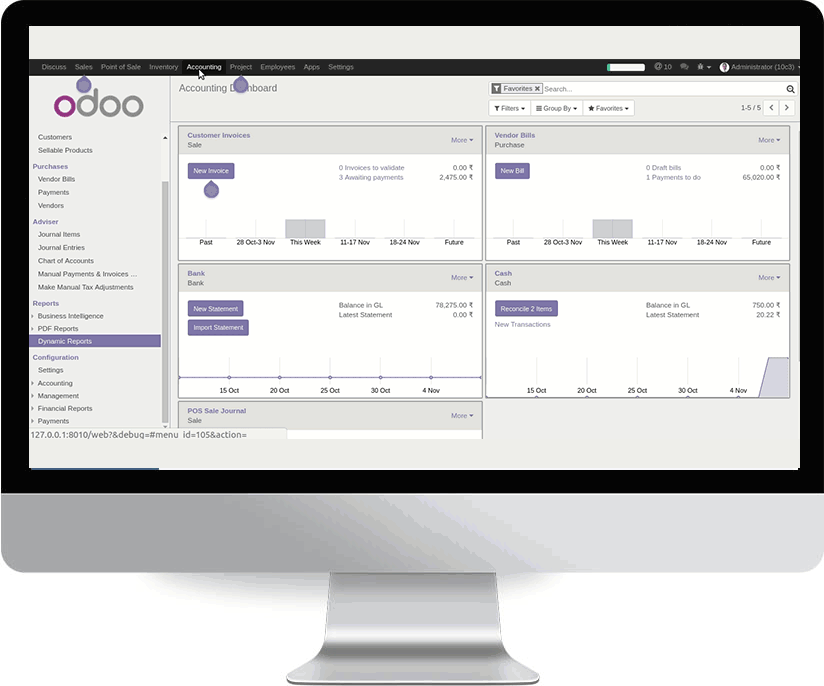 Discuss Sales Point of Sale Inventory Accounting Project Employees Apps Settings @ 10 Administrator (10c3)
odoo
Accounting Dashboard
Favorites ✖ Search...
Filters Group By Favorites 1-5 / 5
Customers
Sellable Products
Purchases
Vendor Bills
Payments
Vendors
Adviser
Journal Items
Journal Entries
Chart of Accounts
Manual Payments & Invoices ...
Make Manual Tax Adjustments
Reports
Business Intelligence
PDF Reports
Dynamic Reports
Configuration
Settings
Accounting
Management
Financial Reports
Payments
127.0.0.1:8010/web?&debug=#menu_id=105&action=
Customer Invoices More
Sale
New Invoice 0 Invoices to validate 0.00 ₹
3 Awaiting payments 2,475.00 ₹
Past 28 Oct-3 Nov This Week 11-17 Nov 18-24 Nov Future
Vendor Bills More
Purchase
New Bill 0 Draft bills 0.00 ₹
1 Payments to do 65,020.00 ₹
Past 28 Oct-3 Nov This Week 11-17 Nov 18-24 Nov Future
Bank More
Bank
New Statement Balance in GL 78,275.00 ₹
Import Statement Latest Statement 0.00 ₹
15 Oct 20 Oct 25 Oct 30 Oct 4 Nov
Cash More
Cash
Reconcile 2 Items Balance in GL 750.00 ₹
Latest Statement 20.22 ₹
New Transactions
15 Oct 20 Oct 25 Oct 30 Oct 4 Nov
POS Sale Journal More
Sale